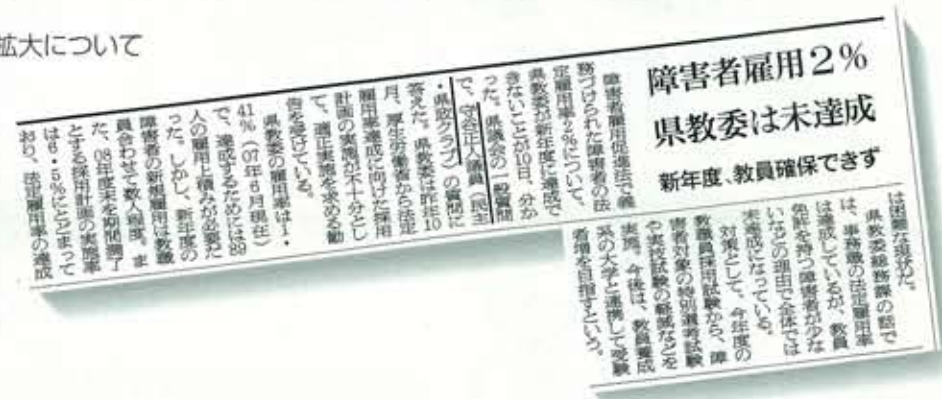 拡大について
障害者雇用2%
県教委は未達成
新年度、教員確保できず
障害者雇用促進法で義
務づけられた障害者の法
定雇用率2%について、
県教委が新年度に達成で
きないことが10日、分か
った。県議会の一般質問
で、守谷正人議員（民主
・県政クラブ）の質問に
答えた。県教委は昨年10
月、厚生労働省から法定
雇用率達成に向けた採用
計画の実施が不十分とし
て、適正実施を求める勧
告を受けている。
県教委の雇用率は1・
41%（07年6月現在）
で、達成するためには89
人の雇用上積みが必要だ
った。しかし、新年度の
障害者の新規雇用は教職
員合わせて数人程度。ま
た、08年度末を期間満了
とする採用計画の実施率
は6・5%にとどまって
おり、法定雇用率の達成
は困難な現状だ。
県教委総務課の話で
は、事務職の法定雇用率
は達成しているが、教員
免許を持つ障害者が少な
いなどの理由で全体では
未達成になっている。
対策として、今年度の
教職員採用試験から、障
害者対象の特別選考試験
や実技試験の軽減などを
実施。今後は、教員養成
系の大学と連携して受験
者増を目指すという。